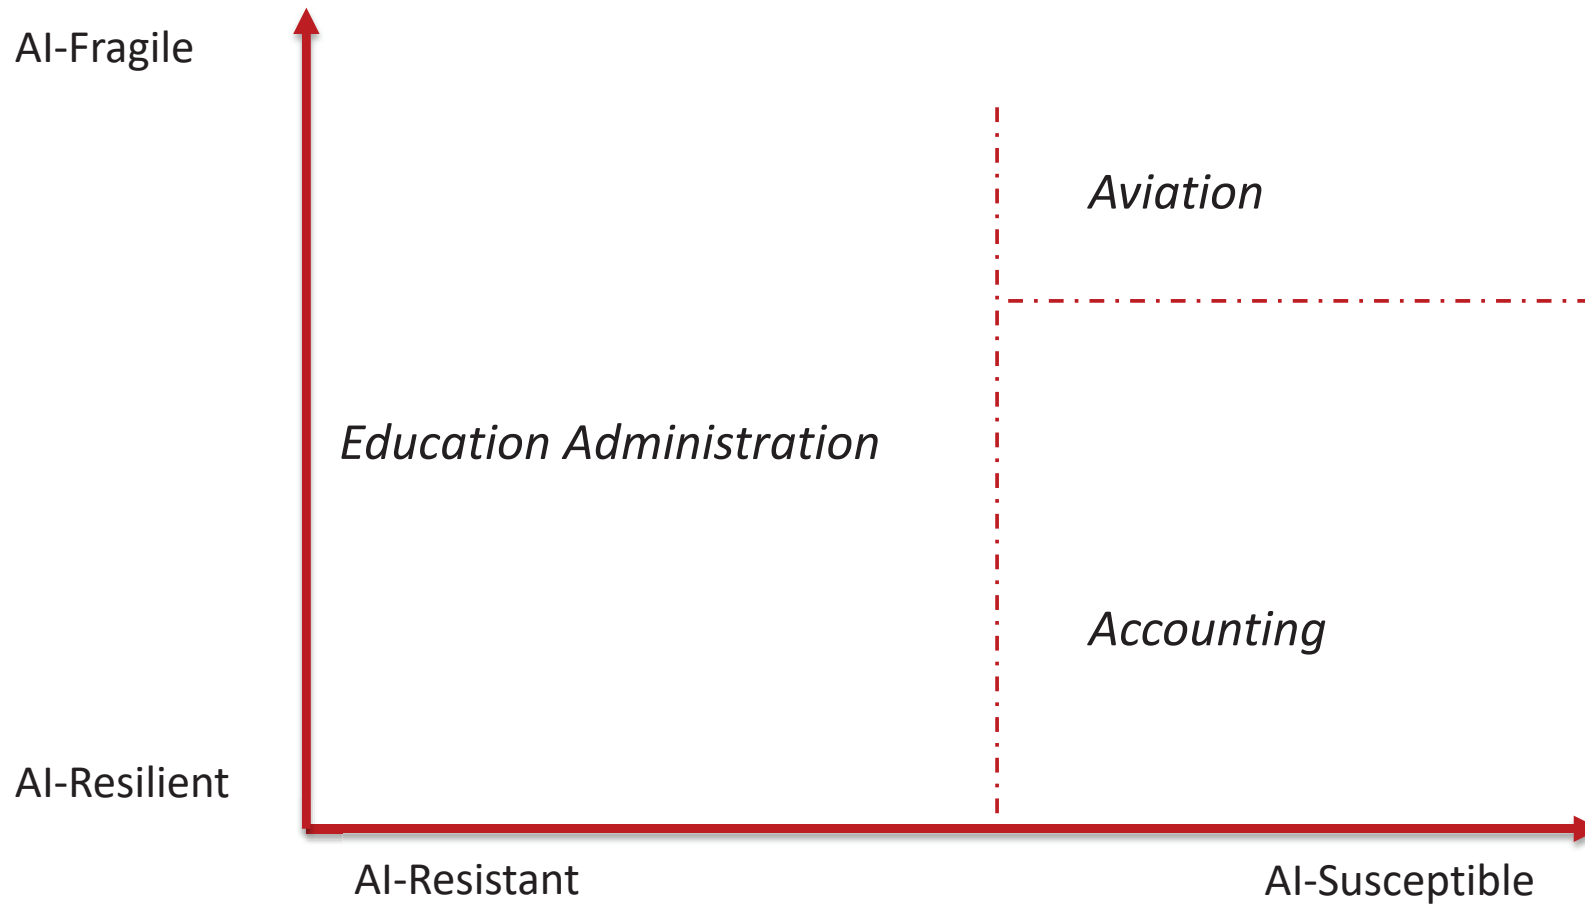 AI-Fragile
Aviation
Education Administration
Accounting
AI-Resilient
AI-Resistant
AI-Susceptible